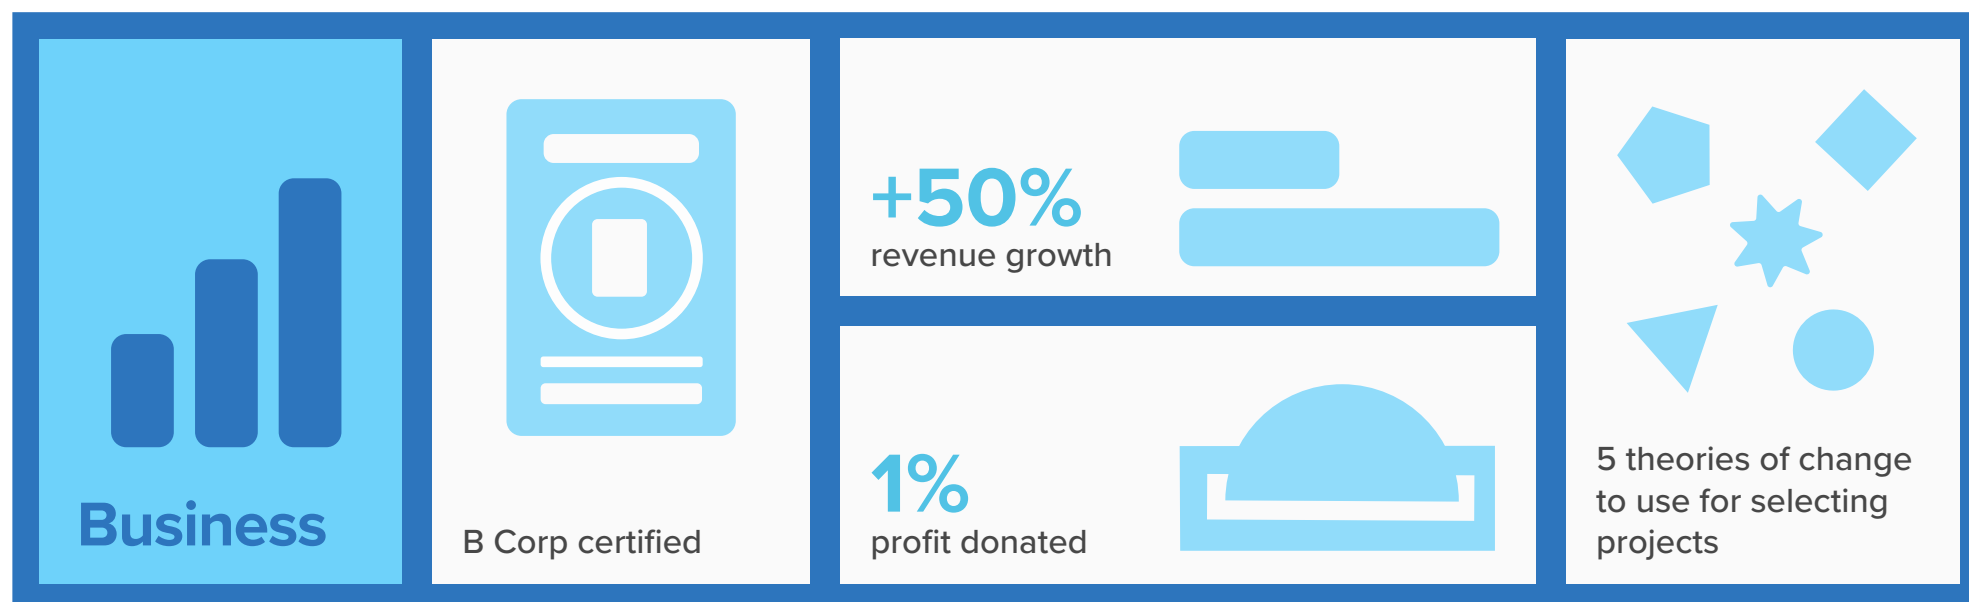 Business
B Corp certified
+50%
revenue growth
1%
profit donated
5 theories of change
to use for selecting
projects